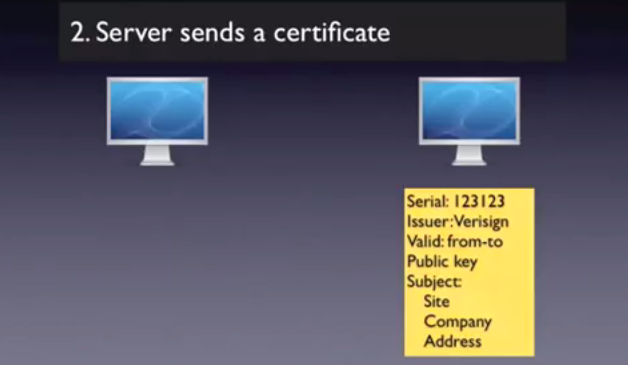 2. Server sends a certificate
Serial: 123123
Issuer:Verisign
Valid: from-to
Public key
Subject:
Site
Company
Address